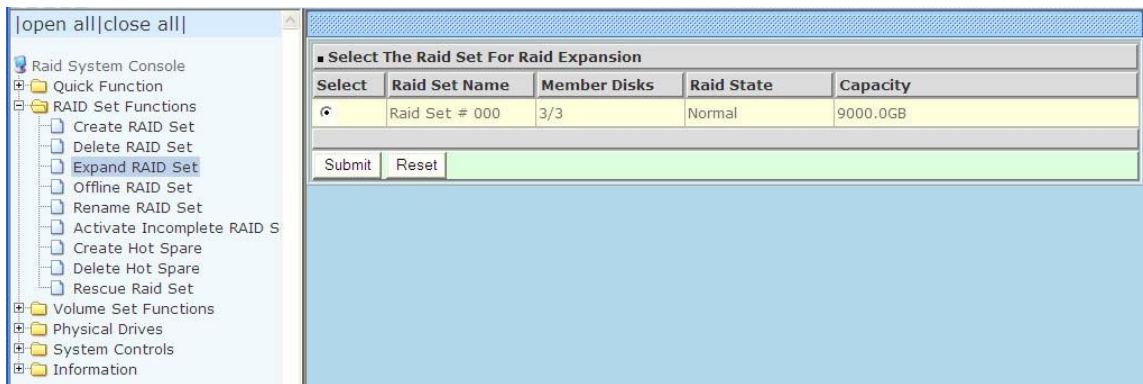 |open all|close all|
Raid System Console
Quick Function
RAID Set Functions
Create RAID Set
Delete RAID Set
Expand RAID Set
Offline RAID Set
Rename RAID Set
Activate Incomplete RAID S
Create Hot Spare
Delete Hot Spare
Rescue Raid Set
Volume Set Functions
Physical Drives
System Controls
Information
Select The Raid Set For Raid Expansion
Select Raid Set Name Member Disks Raid State Capacity
Raid Set # 000 3/3 Normal 9000.0GB
Submit Reset